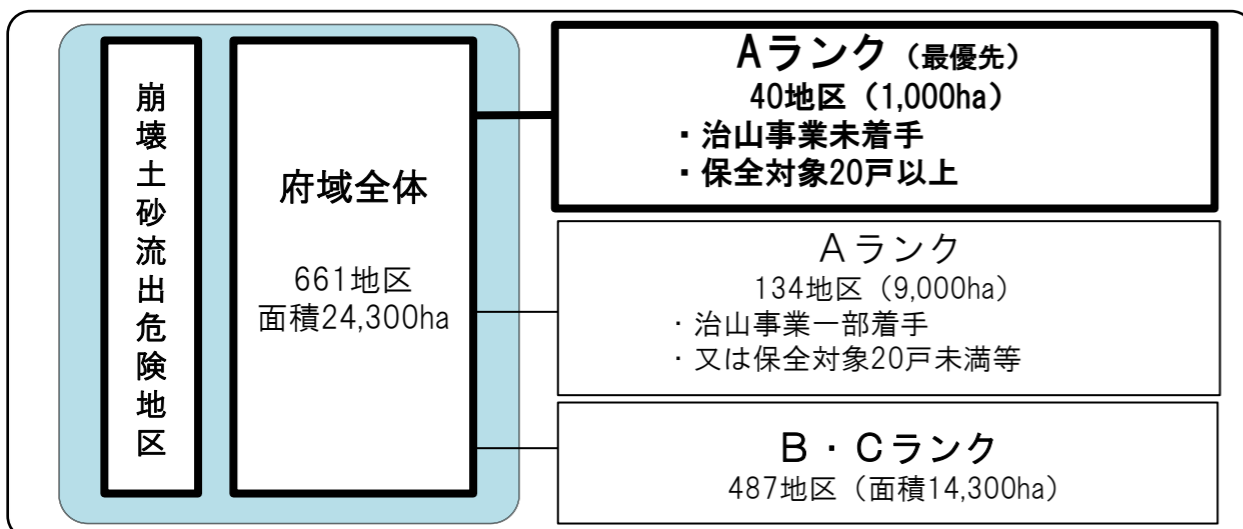 崩壊土砂流出危険地区
府域全体
661地区
面積24,300ha
Aランク（最優先）
40地区（1,000ha）
・治山事業未着手
・保全対象20戸以上
Aランク
134地区（9,000ha）
・治山事業一部着手
・又は保全対象20戸未満等
B・Cランク
487地区（面積14,300ha）